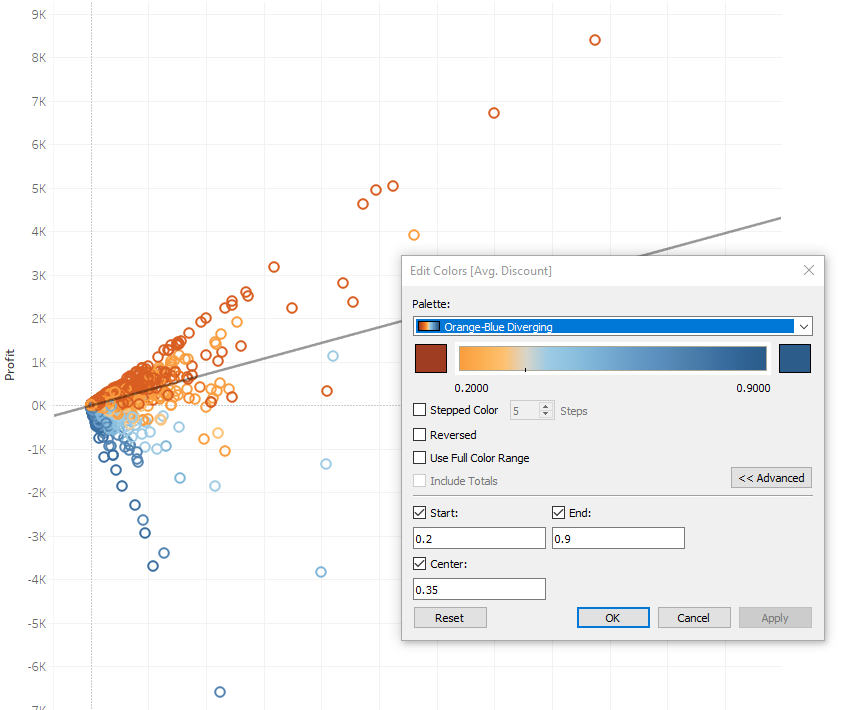 9K
8K
7K
6K
5K
4K
3K
2K
1K
0K
-1K
-2K
-3K
-4K
-5K
-6K
-7K
Profit
Edit Colors [Avg. Discount]
Palette:
Orange-Blue Diverging
0.2000 0.9000
Stepped Color 5 Steps
Reversed
Use Full Color Range
Include Totals << Advanced
Start: End:
0.2 0.9
Center:
0.35
Reset OK Cancel Apply